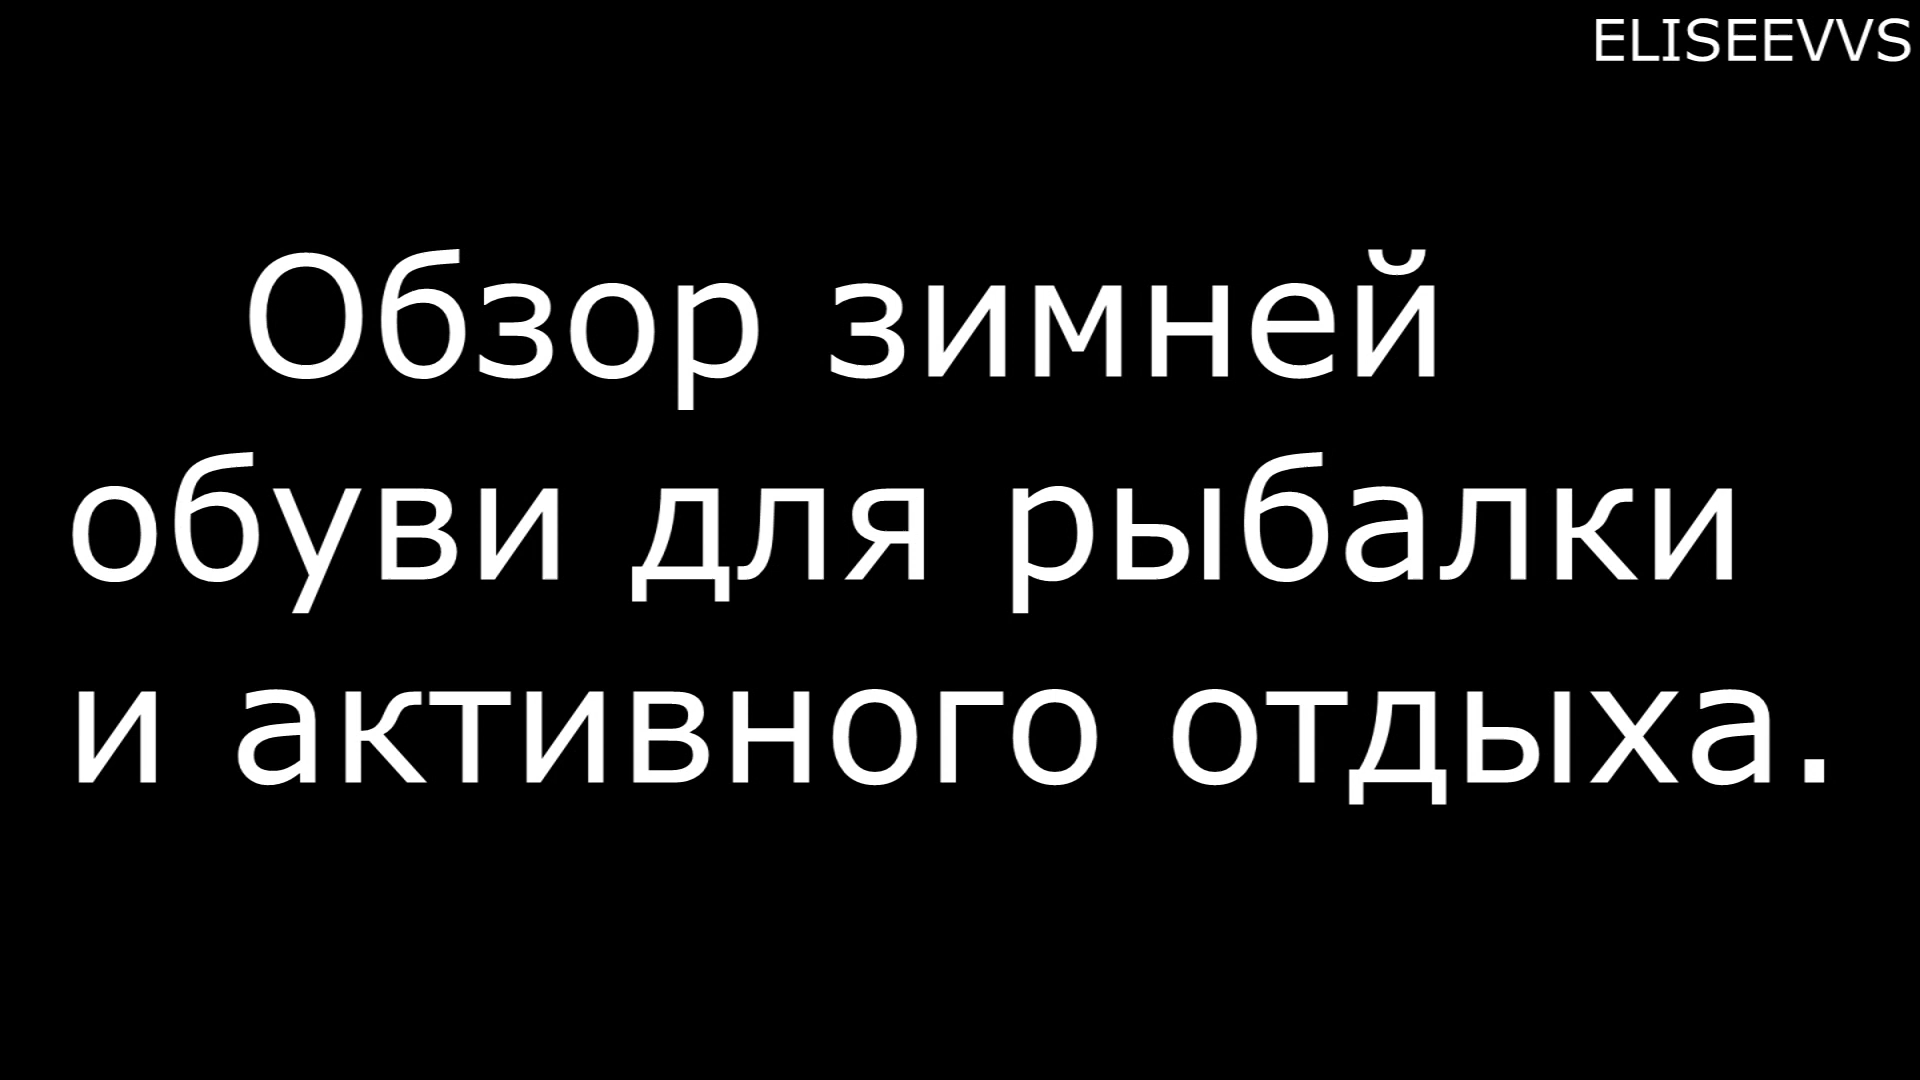 ELISEEVVS
Обзор зимней
обуви для рыбалки
и активного отдыха.